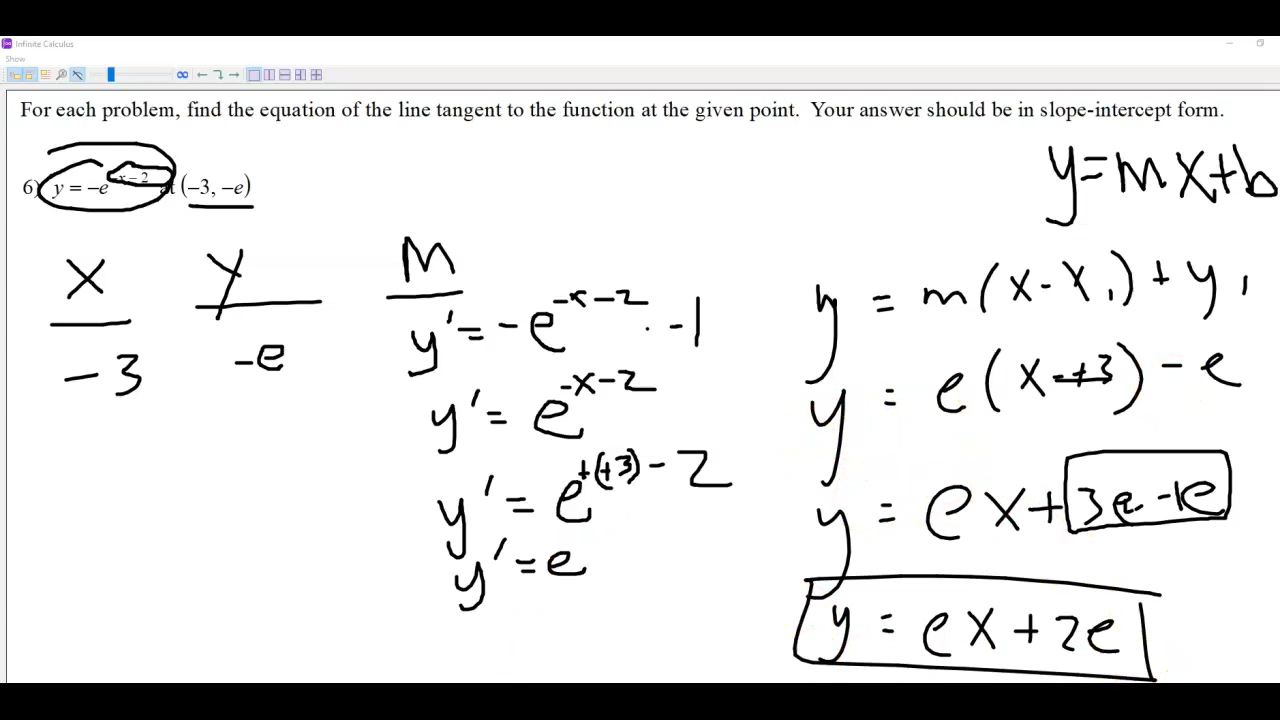 Infinite Calculus
Show
For each problem, find the equation of the line tangent to the function at the given point. Your answer should be in slope-intercept form.
6) y = –e^(–x – 2) at (–3, –e)
y = mx + b
X Y M
-3 -e
y' = -e^(-x-2) · -1
y' = e^(-x-2)
y' = e^(+(+3)-2)
y' = e
y = m(x - x₁) + y₁
y = e(x + 3) - e
y = ex + 3e - 1e
y = ex + 2e